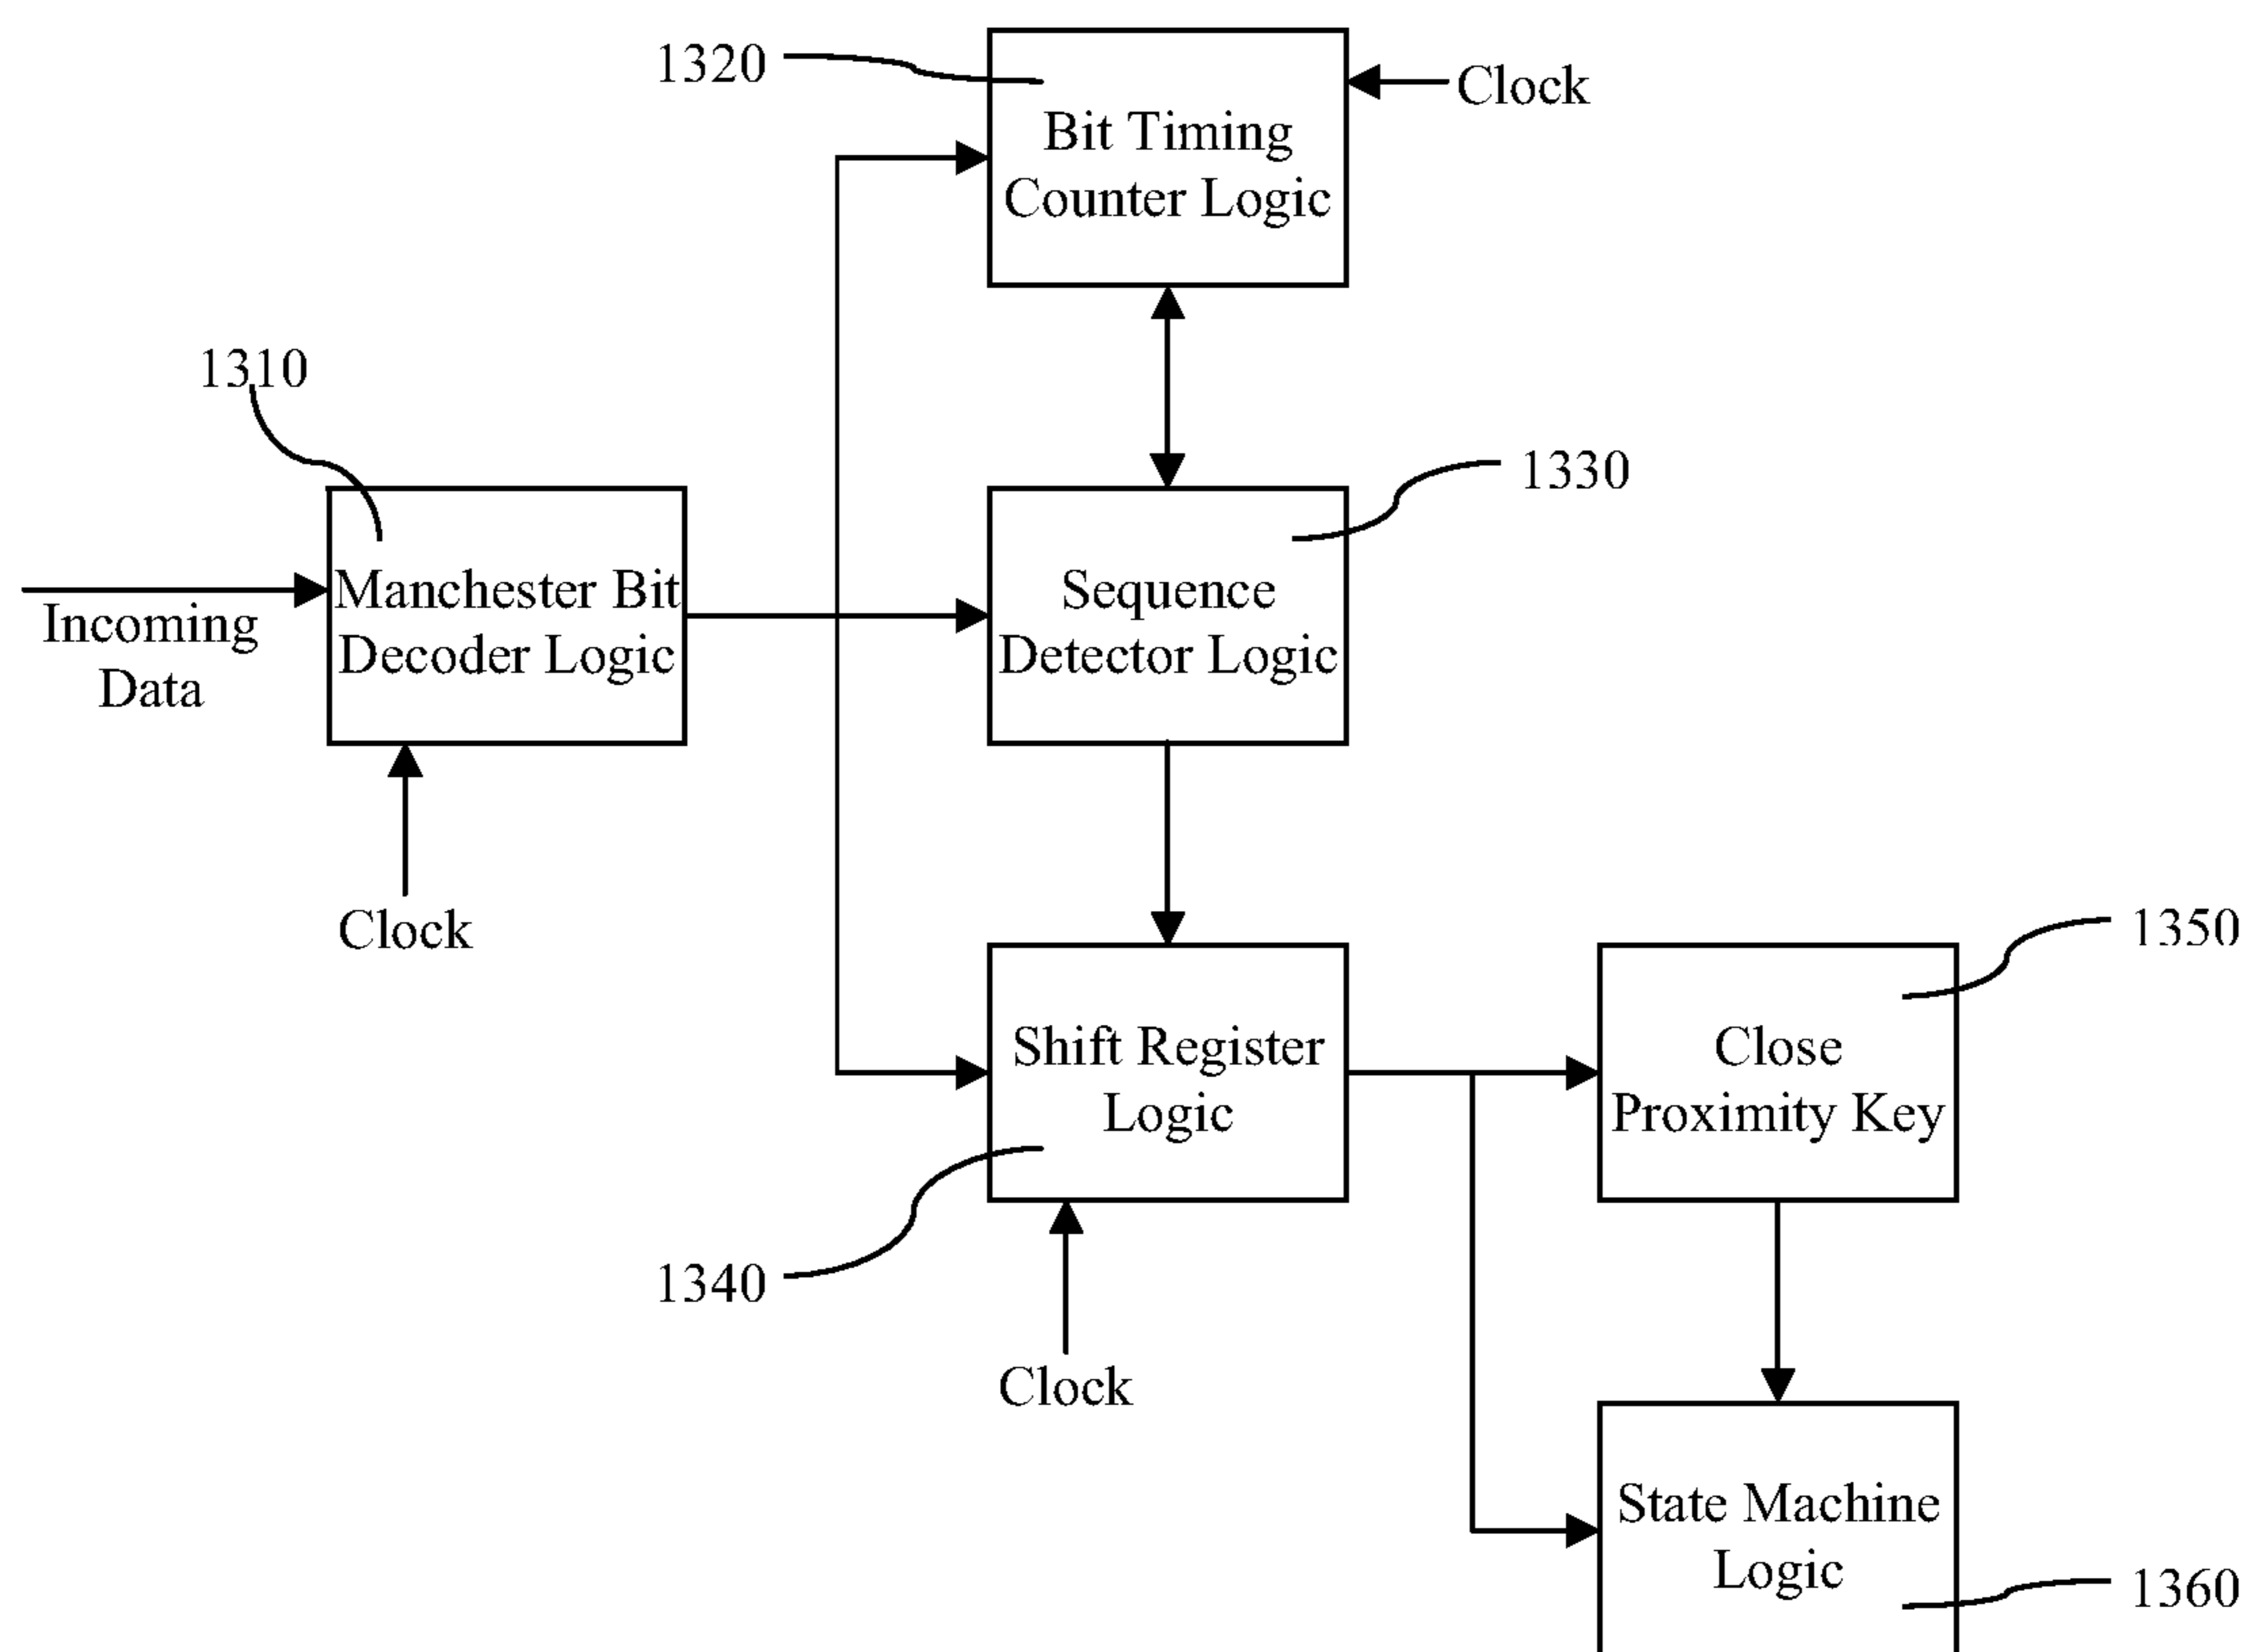 1320
Clock
Bit Timing
Counter Logic
1310
1330
Incoming
Data
Manchester Bit
Decoder Logic
Sequence
Detector Logic
Clock
1350
Shift Register
Logic
Close
Proximity Key
1340
Clock
State Machine
Logic
1360